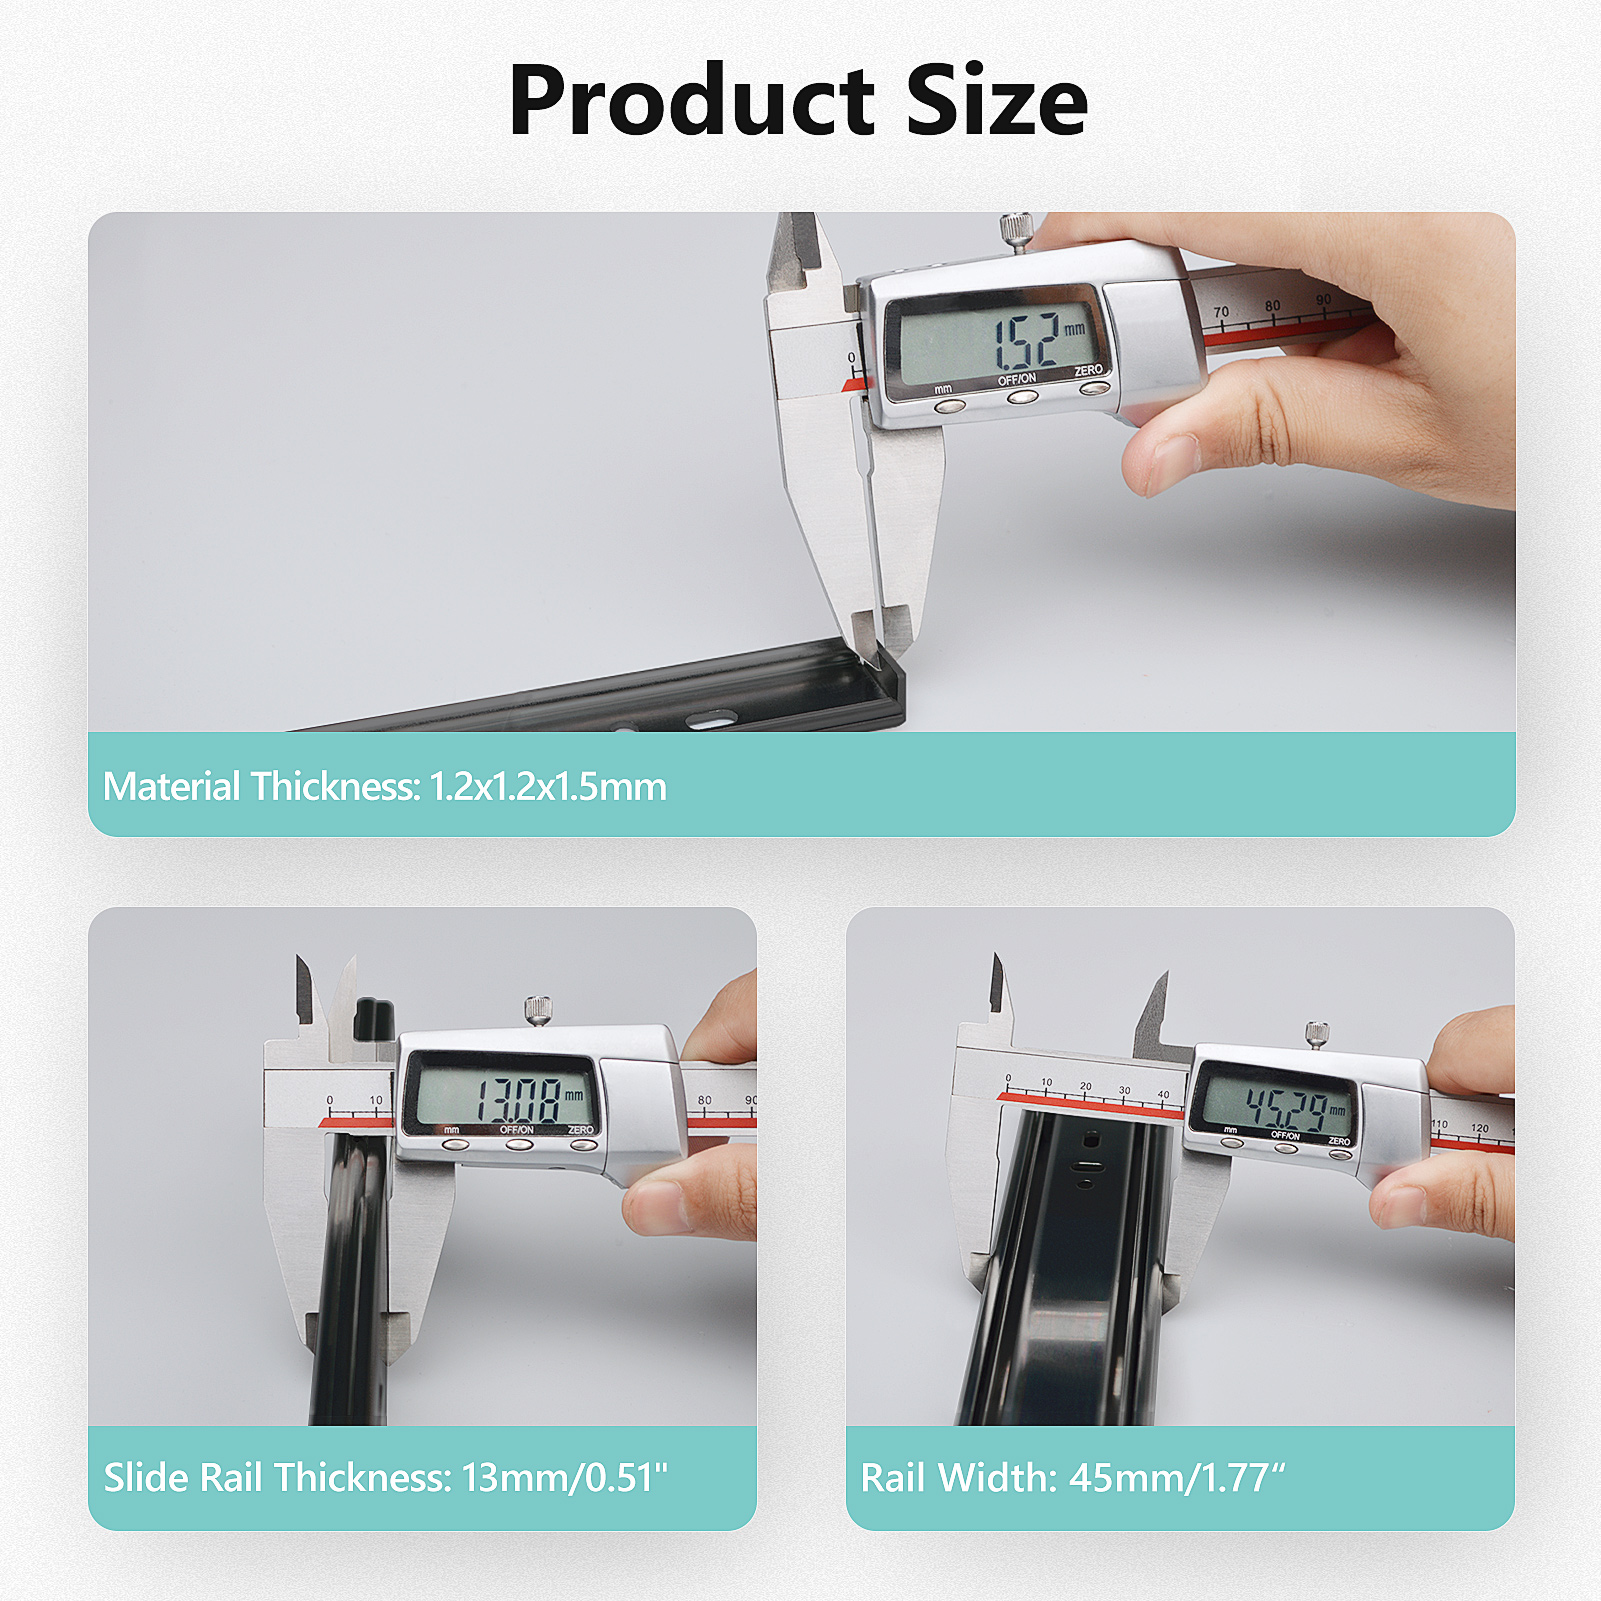 Product Size
70 80 90
1.52 mm
0
mm OFF/ON ZERO
Material Thickness: 1.2x1.2x1.5mm
13.08 mm
0 10
80 90
mm OFF/ON ZERO
Slide Rail Thickness: 13mm/0.51"
0 10 20 30 40
45.29 mm
110 120
mm OFF/ON ZERO
Rail Width: 45mm/1.77“